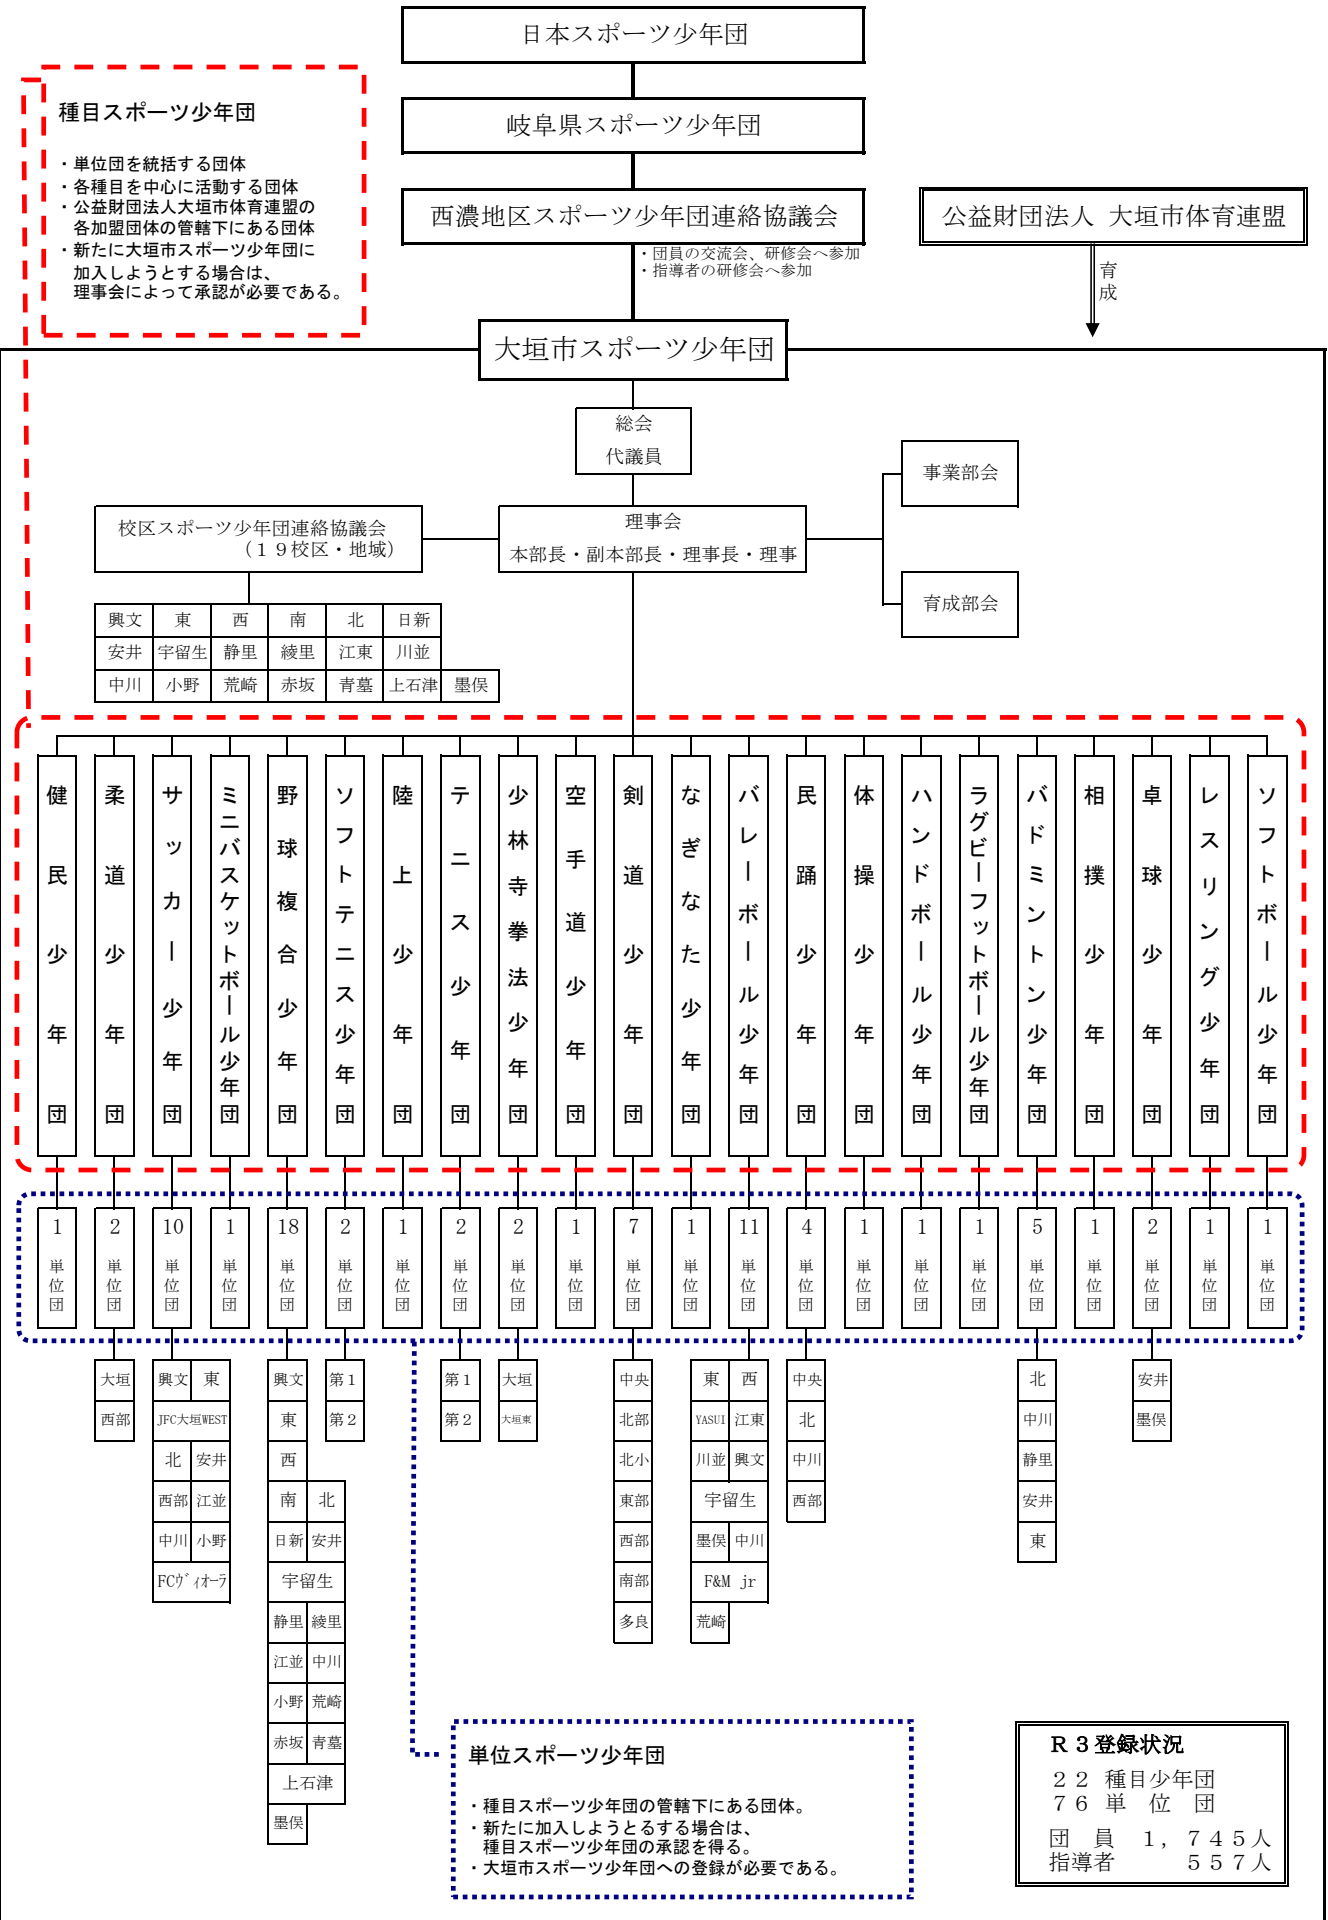 日本スポーツ少年団
岐阜県スポーツ少年団
西濃地区スポーツ少年団連絡協議会
・団員の交流会、研修会へ参加
・指導者の研修会へ参加
公益財団法人 大垣市体育連盟
育成
種目スポーツ少年団
・単位団を統括する団体
・各種目を中心に活動する団体
・公益財団法人大垣市体育連盟の
各加盟団体の管轄下にある団体
・新たに大垣市スポーツ少年団に
加入しようとする場合は、
理事会によって承認が必要である。
大垣市スポーツ少年団
総会
代議員
事業部会
校区スポーツ少年団連絡協議会
（１９校区・地域）
理事会
本部長・副本部長・理事長・理事
育成部会
興文 東 西 南 北 日新
安井 宇留生 静里 綾里 江東 川並
中川 小野 荒崎 赤坂 青墓 上石津 墨俣
健民少年団
柔道少年団
サッカー少年団
ミニバスケットボール少年団
野球複合少年団
ソフトテニス少年団
陸上少年団
テニス少年団
少林寺拳法少年団
空手道少年団
剣道少年団
なぎなた少年団
バレーボール少年団
民踊少年団
体操少年団
ハンドボール少年団
ラグビーフットボール少年団
バドミントン少年団
相撲少年団
卓球少年団
レスリング少年団
ソフトボール少年団
1単位団
2単位団
10単位団
1単位団
18単位団
2単位団
1単位団
2単位団
2単位団
1単位団
7単位団
1単位団
11単位団
4単位団
1単位団
1単位団
1単位団
5単位団
1単位団
2単位団
1単位団
1単位団
大垣
西部
興文 東
JFC大垣WEST
北 安井
西部 江並
中川 小野
FCヴィオーラ
興文
東
西
南 北
日新 安井
宇留生
静里 綾里
江並 中川
小野 荒崎
赤坂 青墓
上石津
墨俣
第１
第２
第１
第２
大垣
大垣東
中央
北部
北小
東部
西部
南部
多良
東 西
YASUI 江東
川並 興文
宇留生
墨俣 中川
F&M jr
荒崎
中央
北
中川
西部
北
中川
静里
安井
東
安井
墨俣
単位スポーツ少年団
・種目スポーツ少年団の管轄下にある団体。
・新たに加入しようとるする場合は、
種目スポーツ少年団の承認を得る。
・大垣市スポーツ少年団への登録が必要である。
Ｒ３登録状況
２２ 種目少年団
７６ 単 位 団
団 員 １，７４５人
指導者 ５５７人